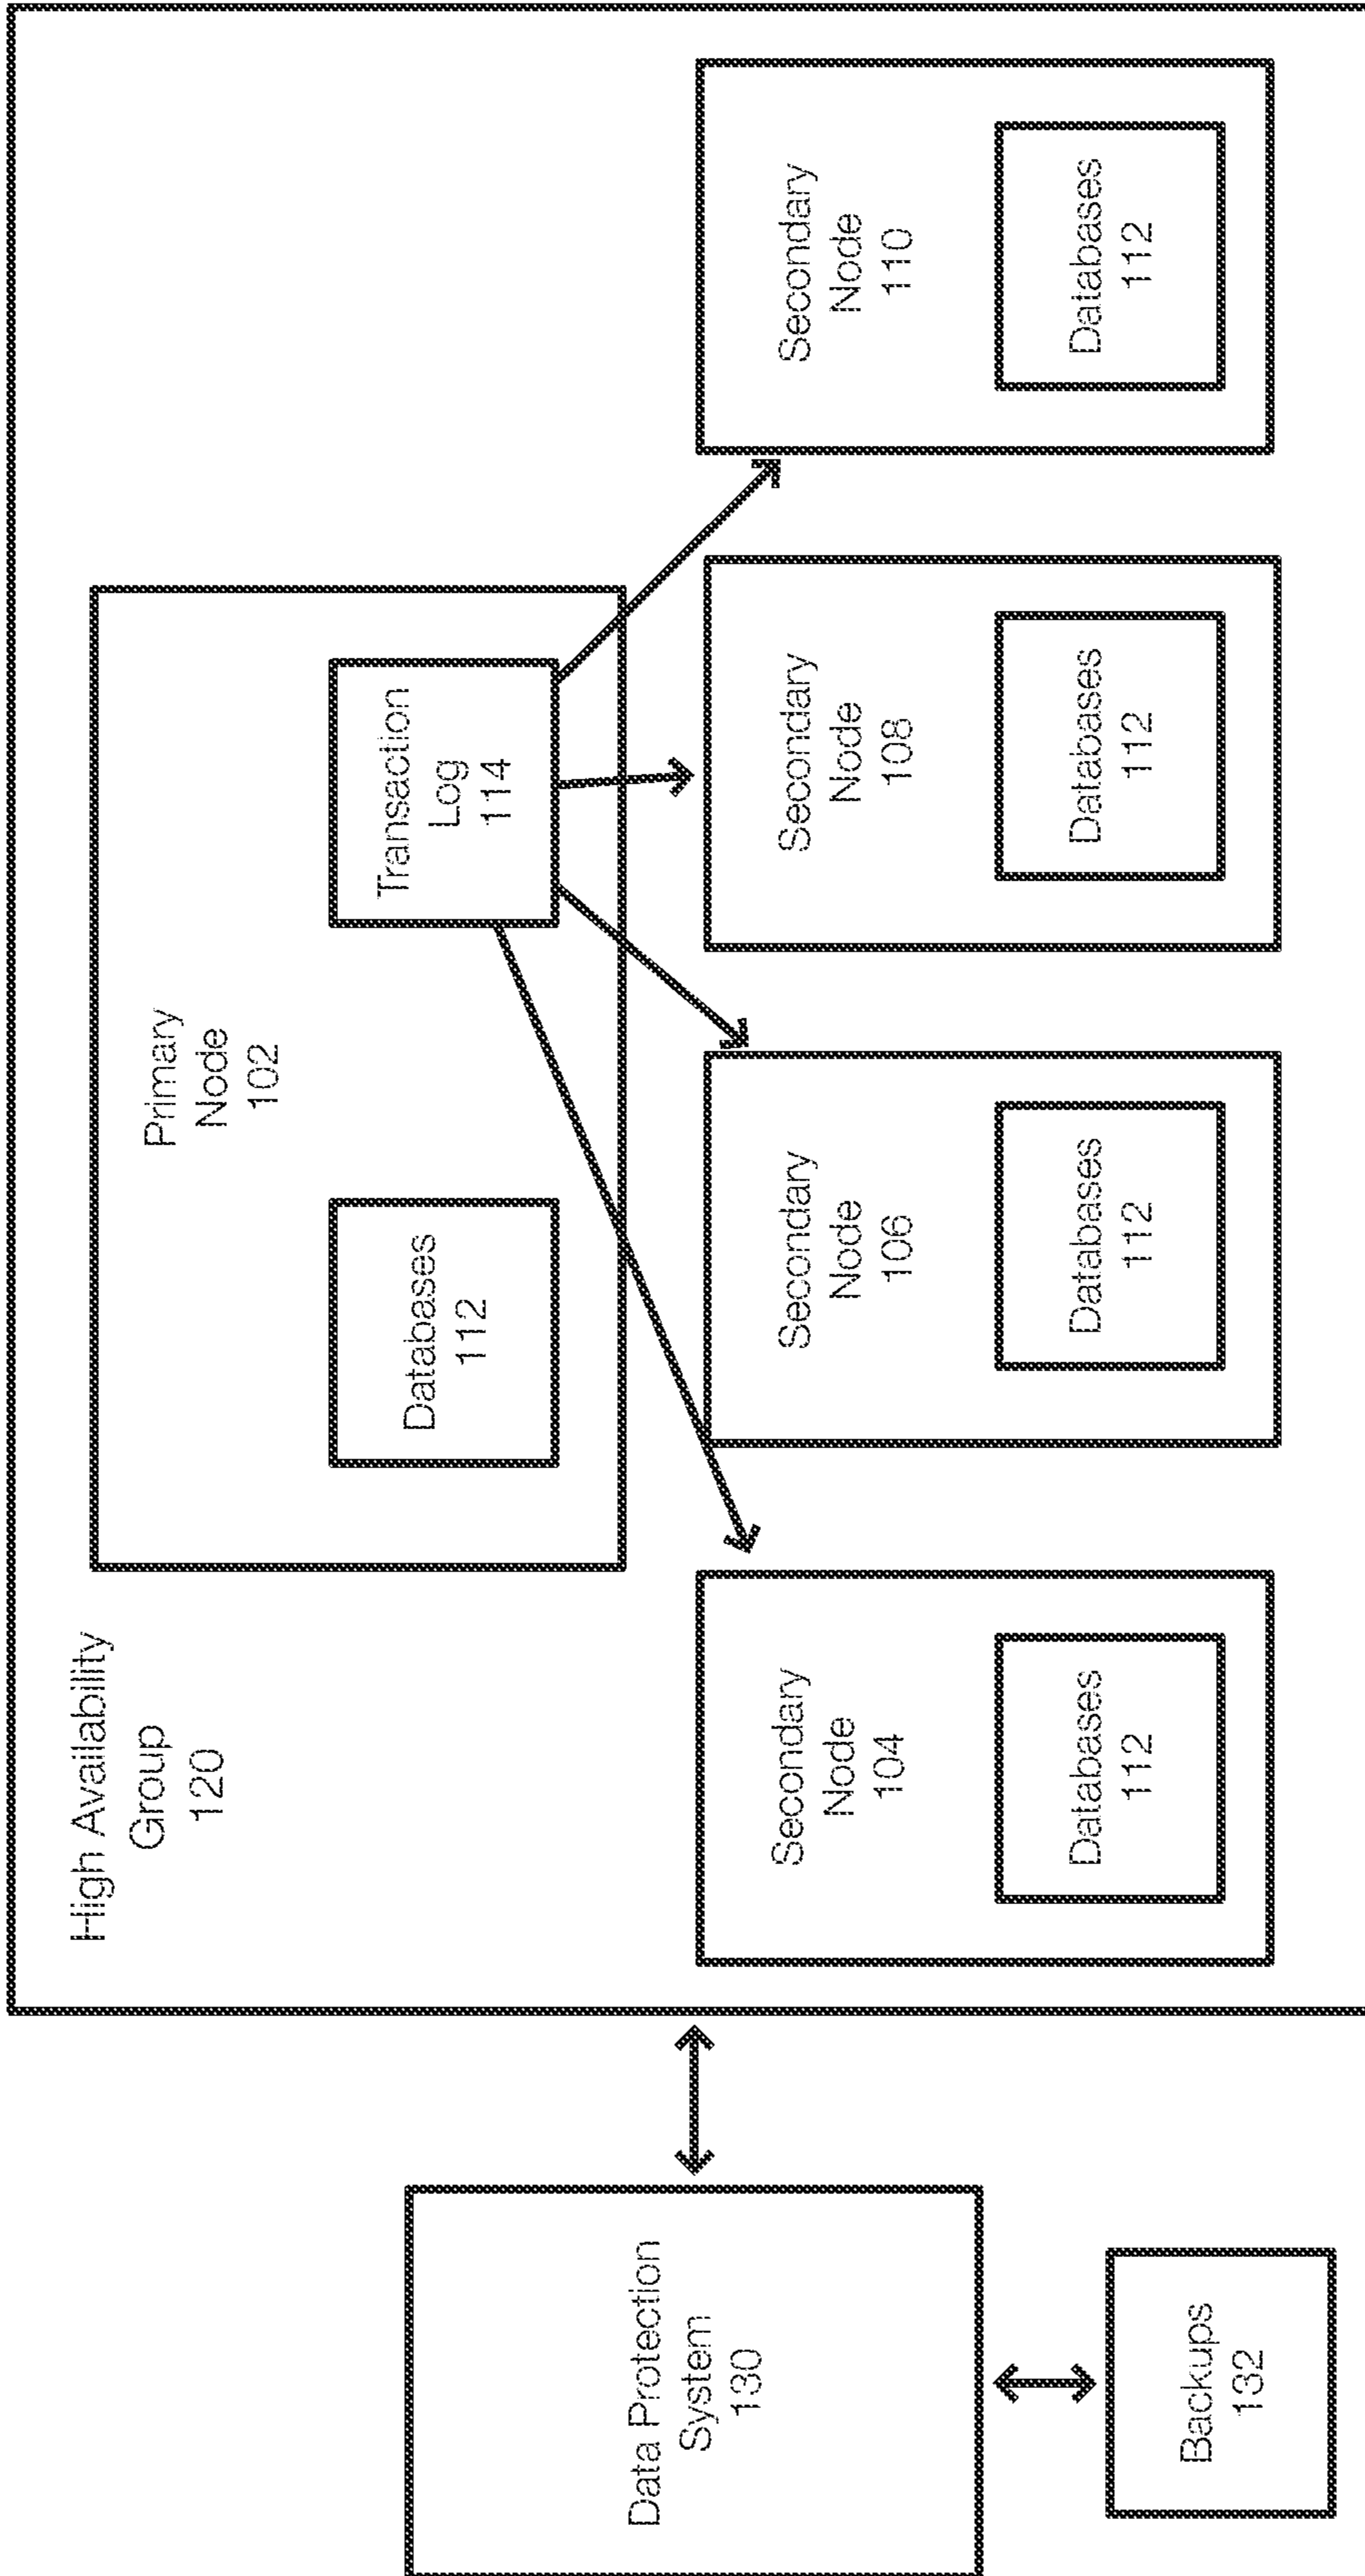 High Availability
Group
120
Primary
Node
102
Databases
112
Transaction
Log
114
Data Protection
System
130
Backups
132
Secondary
Node
104
Databases
112
Secondary
Node
106
Databases
112
Secondary
Node
108
Databases
112
Secondary
Node
110
Databases
112